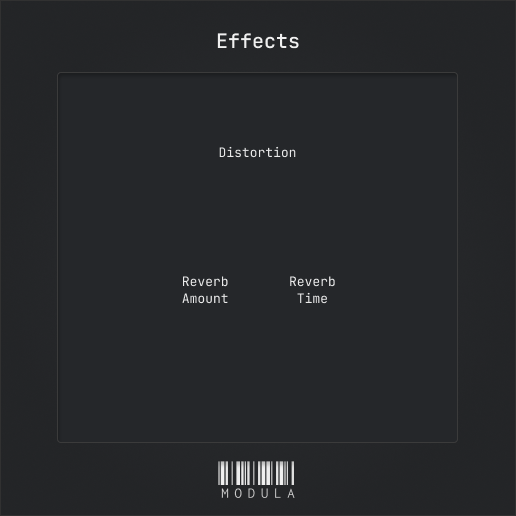 Effects
Distortion
Reverb Reverb
Amount Time
MODULA